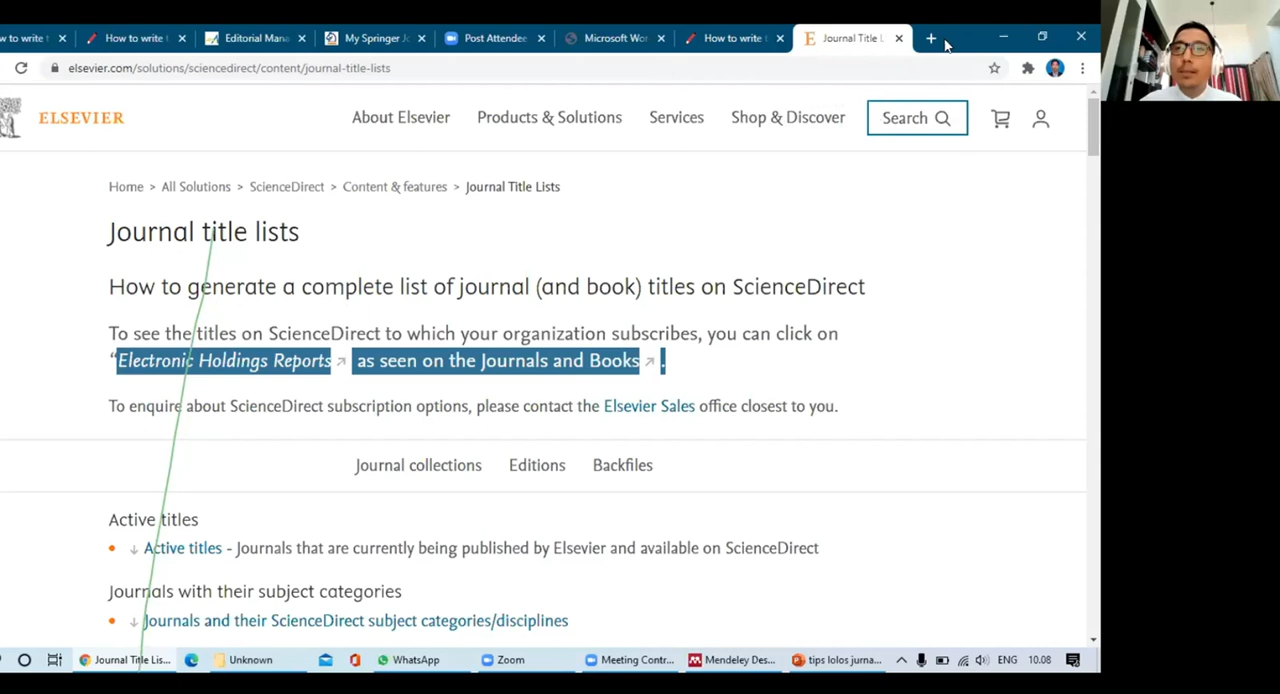 ow to write t
How to write t
Editorial Mana
My Springer Jo
Post Attendee
Microsoft Wor
How to write t
Journal Title L
elsevier.com/solutions/sciencedirect/content/journal-title-lists
ELSEVIER
About Elsevier
Products & Solutions
Services
Shop & Discover
Search
Home > All Solutions > ScienceDirect > Content & features > Journal Title Lists
Journal title lists
How to generate a complete list of journal (and book) titles on ScienceDirect
To see the titles on ScienceDirect to which your organization subscribes, you can click on
“Electronic Holdings Reports as seen on the Journals and Books .
To enquire about ScienceDirect subscription options, please contact the Elsevier Sales office closest to you.
Journal collections
Editions
Backfiles
Active titles
Active titles - Journals that are currently being published by Elsevier and available on ScienceDirect
Journals with their subject categories
Journals and their ScienceDirect subject categories/disciplines
Journal Title Lis...
Unknown
WhatsApp
Zoom
Meeting Contr...
Mendeley Des...
tips lolos jurna...
ENG
10.08